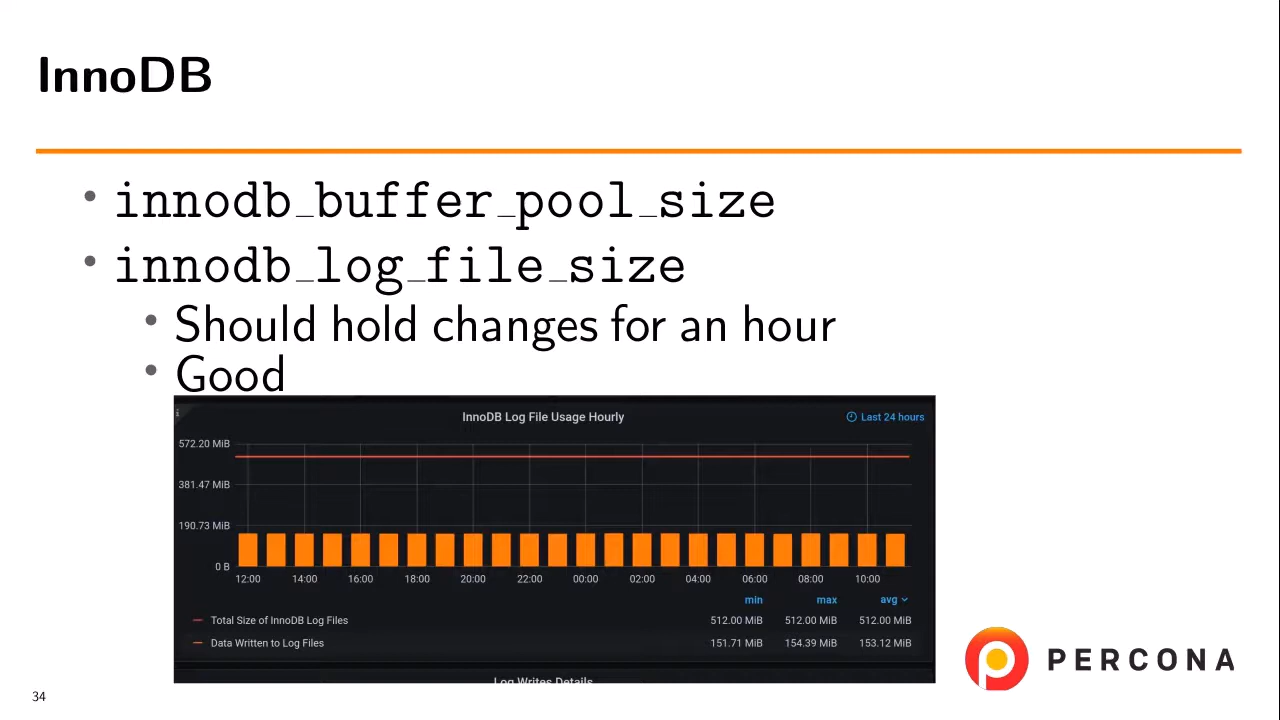 InnoDB
• innodb_buffer_pool_size
• innodb_log_file_size
• Should hold changes for an hour
• Good
InnoDB Log File Usage Hourly
Last 24 hours
572.20 MiB
381.47 MiB
190.73 MiB
0 B
12:00 14:00 16:00 18:00 20:00 22:00 00:00 02:00 04:00 06:00 08:00 10:00
min max avg
Total Size of InnoDB Log Files 512.00 MiB 512.00 MiB 512.00 MiB
Data Written to Log Files 151.71 MiB 154.39 MiB 153.12 MiB
Log Writes Details
PERCONA
34